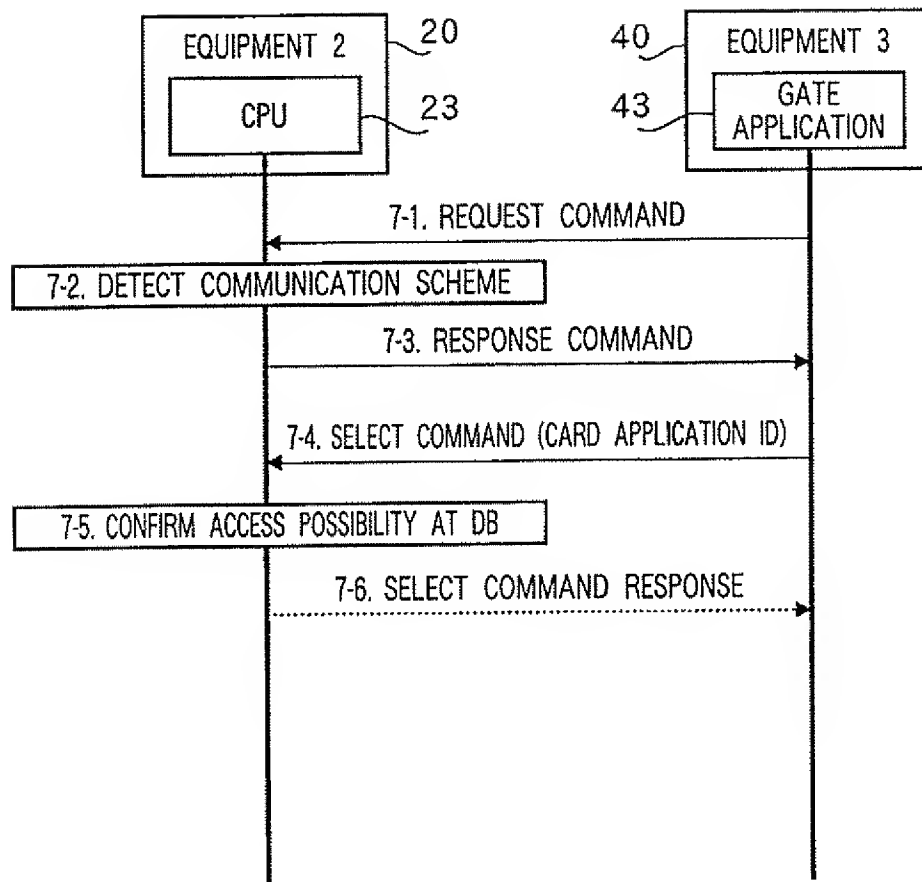 EQUIPMENT 2
20
CPU
23
40
EQUIPMENT 3
43
GATE
APPLICATION
7-1. REQUEST COMMAND
7-2. DETECT COMMUNICATION SCHEME
7-3. RESPONSE COMMAND
7-4. SELECT COMMAND (CARD APPLICATION ID)
7-5. CONFIRM ACCESS POSSIBILITY AT DB
7-6. SELECT COMMAND RESPONSE